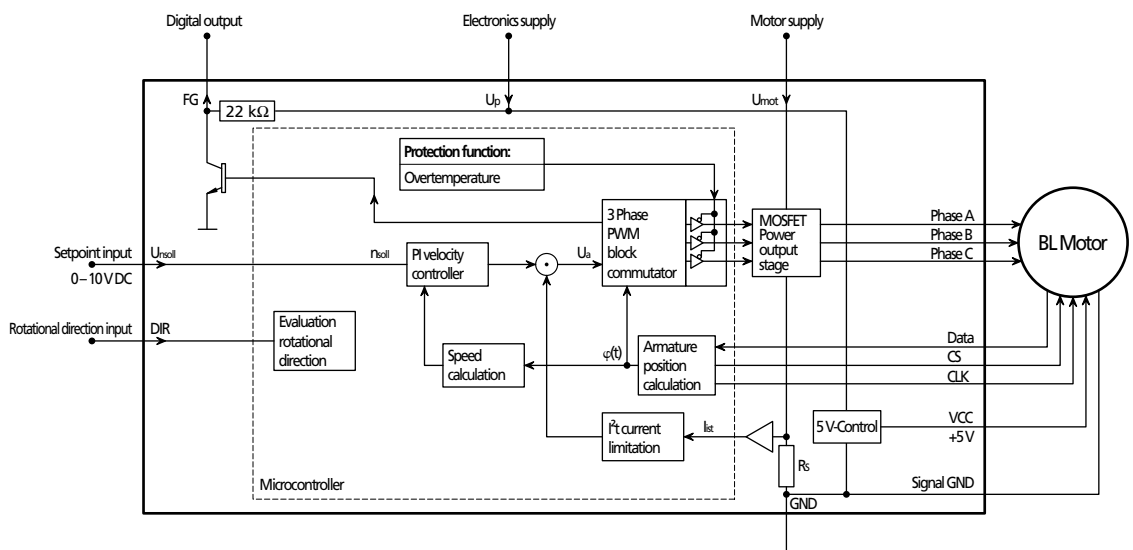 Digital output
Electronics supply
Motor supply
FG
22 kΩ
Up
Umot
Protection function:
Overtemperature
3 Phase
PWM
block
commutator
MOSFET
Power
output
stage
Phase A
Phase B
Phase C
BL Motor
Setpoint input
0–10 V DC
Unsoll
nsoll
PI velocity
controller
Ua
Rotational direction input
DIR
Evaluation
rotational
direction
Speed
calculation
φ(t)
Armature
position
calculation
Data
CS
CLK
I²t current
limitation
Iist
5 V-Control
VCC
+5 V
RS
Microcontroller
GND
Signal GND